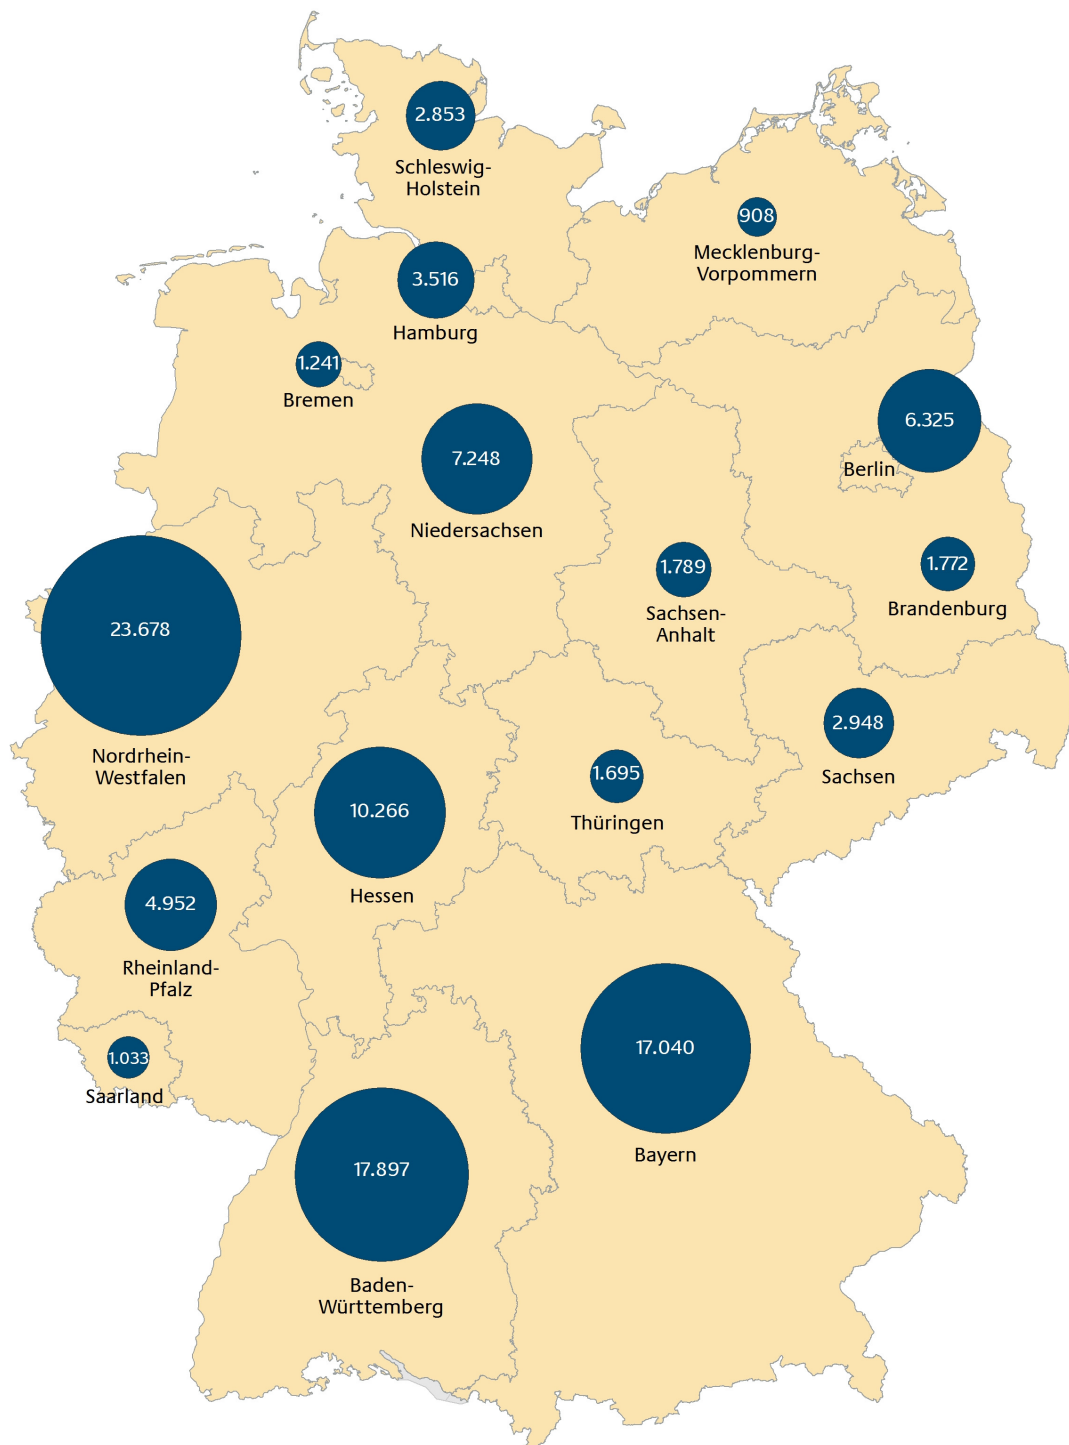 2.853
Schleswig-
Holstein
908
Mecklenburg-
Vorpommern
3.516
Hamburg
1.241
Bremen
6.325
Berlin
7.248
Niedersachsen
1.789
Sachsen-
Anhalt
1.772
Brandenburg
23.678
Nordrhein-
Westfalen
2.948
Sachsen
1.695
Thüringen
10.266
Hessen
4.952
Rheinland-
Pfalz
1.033
Saarland
17.040
Bayern
17.897
Baden-
Württemberg